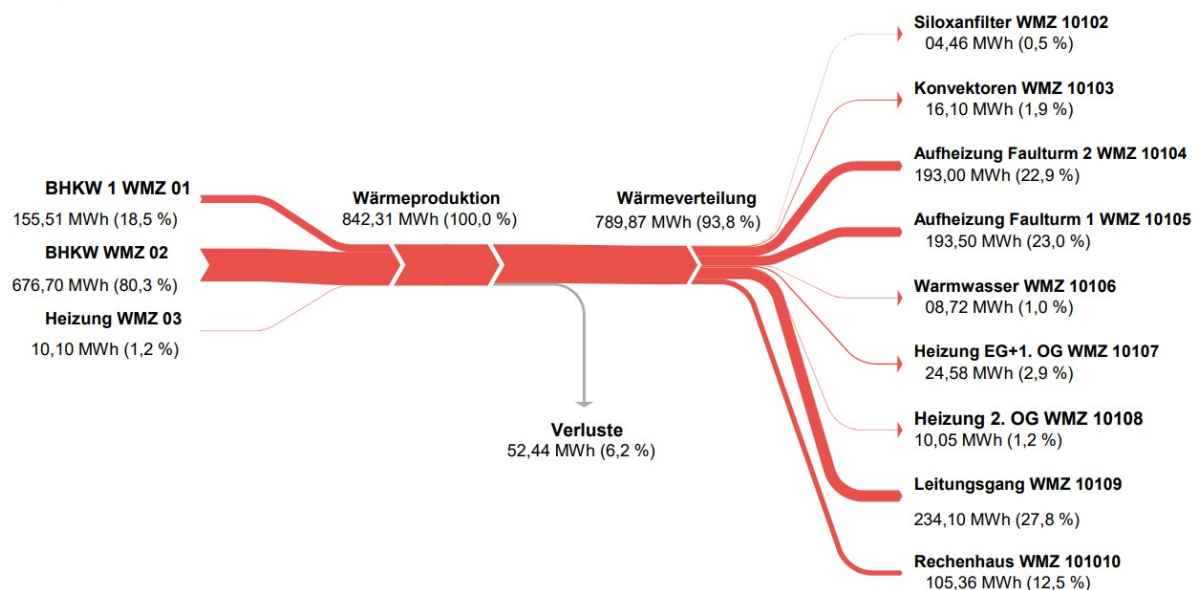 BHKW 1 WMZ 01
155,51 MWh (18,5 %)
BHKW WMZ 02
676,70 MWh (80,3 %)
Heizung WMZ 03
10,10 MWh (1,2 %)
Wärmeproduktion
842,31 MWh (100,0 %)
Verluste
52,44 MWh (6,2 %)
Wärmeverteilung
789,87 MWh (93,8 %)
Siloxanfilter WMZ 10102
04,46 MWh (0,5 %)
Konvektoren WMZ 10103
16,10 MWh (1,9 %)
Aufheizung Faulturm 2 WMZ 10104
193,00 MWh (22,9 %)
Aufheizung Faulturm 1 WMZ 10105
193,50 MWh (23,0 %)
Warmwasser WMZ 10106
08,72 MWh (1,0 %)
Heizung EG+1. OG WMZ 10107
24,58 MWh (2,9 %)
Heizung 2. OG WMZ 10108
10,05 MWh (1,2 %)
Leitungsgang WMZ 10109
234,10 MWh (27,8 %)
Rechenhaus WMZ 101010
105,36 MWh (12,5 %)